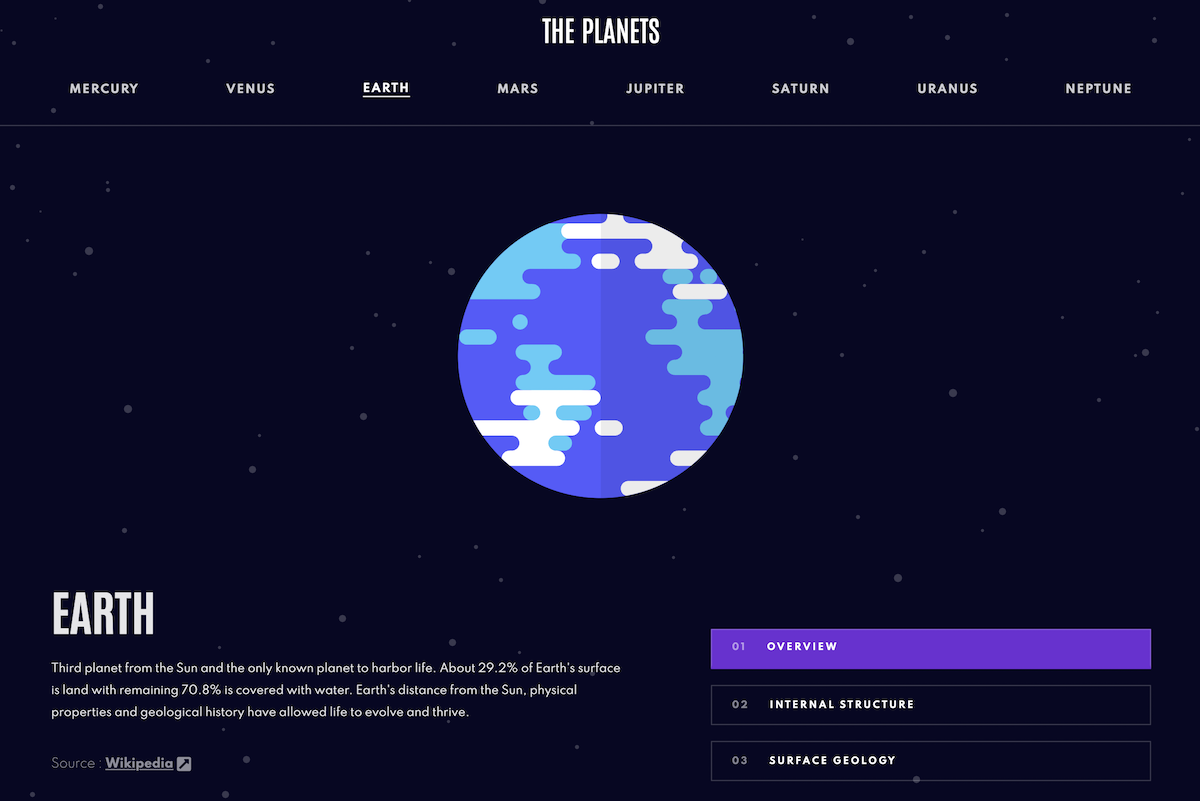 THE PLANETS
MERCURY VENUS EARTH MARS JUPITER SATURN URANUS NEPTUNE
EARTH
Third planet from the Sun and the only known planet to harbor life. About 29.2% of Earth's surface
is land with remaining 70.8% is covered with water. Earth's distance from the Sun, physical
properties and geological history have allowed life to evolve and thrive.
Source : Wikipedia
01 OVERVIEW
02 INTERNAL STRUCTURE
03 SURFACE GEOLOGY